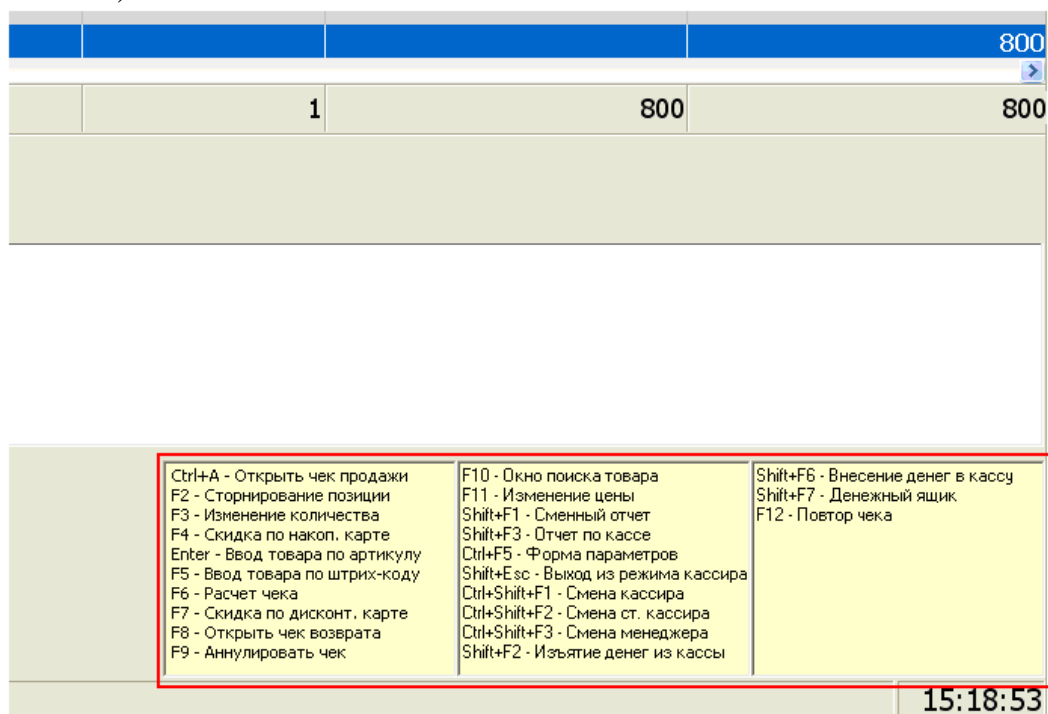 800
1 800 800
Ctrl+A - Открыть чек продажи
F2 - Сторнирование позиции
F3 - Изменение количества
F4 - Скидка по накоп. карте
Enter - Ввод товара по артикулу
F5 - Ввод товара по штрих-коду
F6 - Расчет чека
F7 - Скидка по дисконт. карте
F8 - Открыть чек возврата
F9 - Аннулировать чек
F10 - Окно поиска товара
F11 - Изменение цены
Shift+F1 - Сменный отчет
Shift+F3 - Отчет по кассе
Ctrl+F5 - Форма параметров
Shift+Esc - Выход из режима кассира
Ctrl+Shift+F1 - Смена кассира
Ctrl+Shift+F2 - Смена ст. кассира
Ctrl+Shift+F3 - Смена менеджера
Shift+F2 - Изъятие денег из кассы
Shift+F6 - Внесение денег в кассу
Shift+F7 - Денежный ящик
F12 - Повтор чека
15:18:53